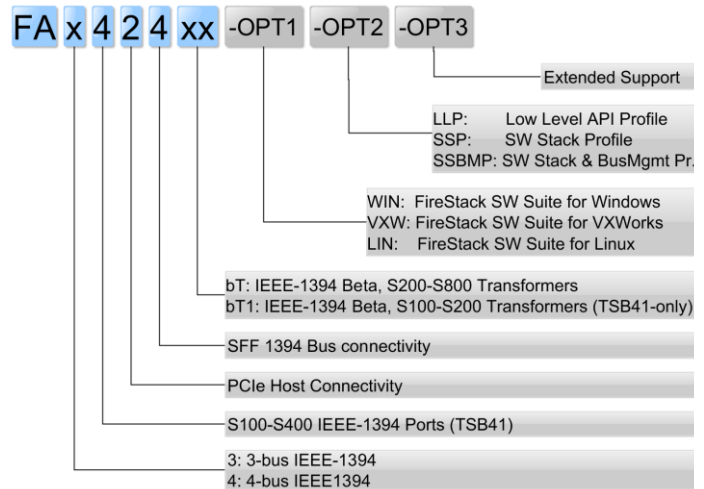 FA x 4 2 4 xx -OPT1 -OPT2 -OPT3
Extended Support
LLP: Low Level API Profile
SSP: SW Stack Profile
SSBMP: SW Stack & BusMgmt Pr.
WIN: FireStack SW Suite for Windows
VXW: FireStack SW Suite for VXWorks
LIN: FireStack SW Suite for Linux
bT: IEEE-1394 Beta, S200-S800 Transformers
bT1: IEEE-1394 Beta, S100-S200 Transformers (TSB41-only)
SFF 1394 Bus connectivity
PCIe Host Connectivity
S100-S400 IEEE-1394 Ports (TSB41)
3: 3-bus IEEE-1394
4: 4-bus IEEE1394